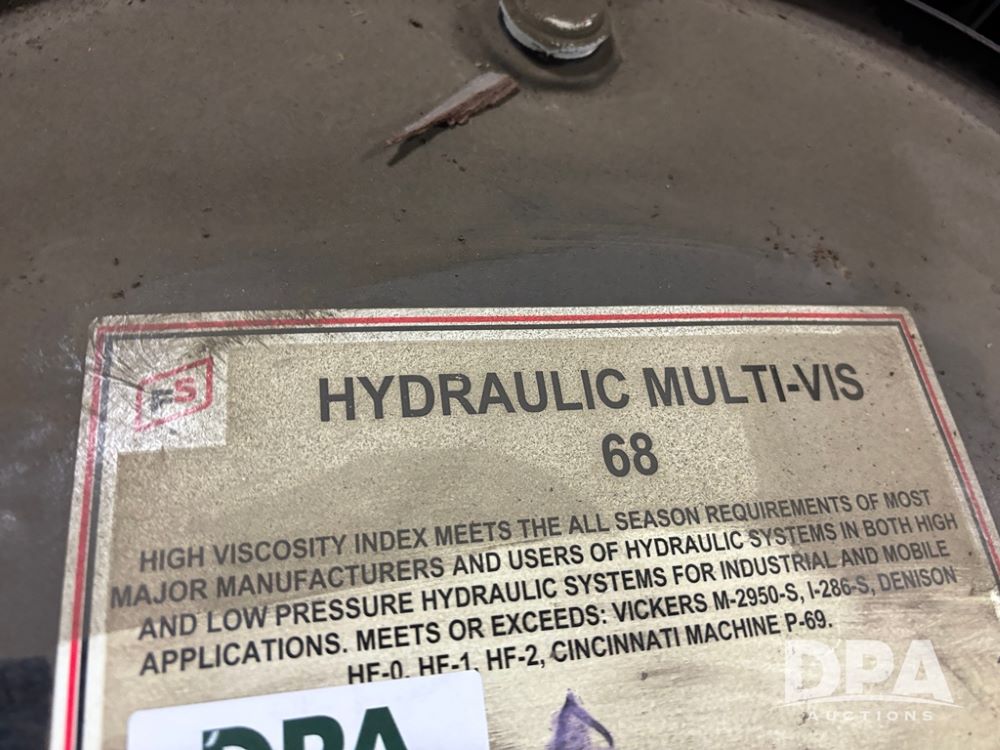 FS
HYDRAULIC MULTI-VIS
68
HIGH VISCOSITY INDEX MEETS THE ALL SEASON REQUIREMENTS OF MOST
MAJOR MANUFACTURERS AND USERS OF HYDRAULIC SYSTEMS IN BOTH HIGH
AND LOW PRESSURE HYDRAULIC SYSTEMS FOR INDUSTRIAL AND MOBILE
APPLICATIONS. MEETS OR EXCEEDS: VICKERS M-2950-S, I-286-S, DENISON
HF-0, HF-1, HF-2, CINCINNATI MACHINE P-69.
DPA
DPA
AUCTIONS